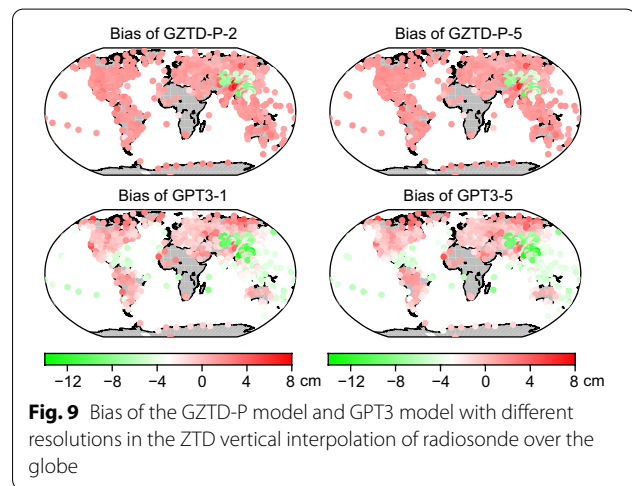 Bias of GZTD-P-2
Bias of GZTD-P-5
Bias of GPT3-1
Bias of GPT3-5
−12 −8 −4 0 4 8 cm
−12 −8 −4 0 4 8 cm
Fig. 9 Bias of the GZTD-P model and GPT3 model with different
resolutions in the ZTD vertical interpolation of radiosonde over the
globe